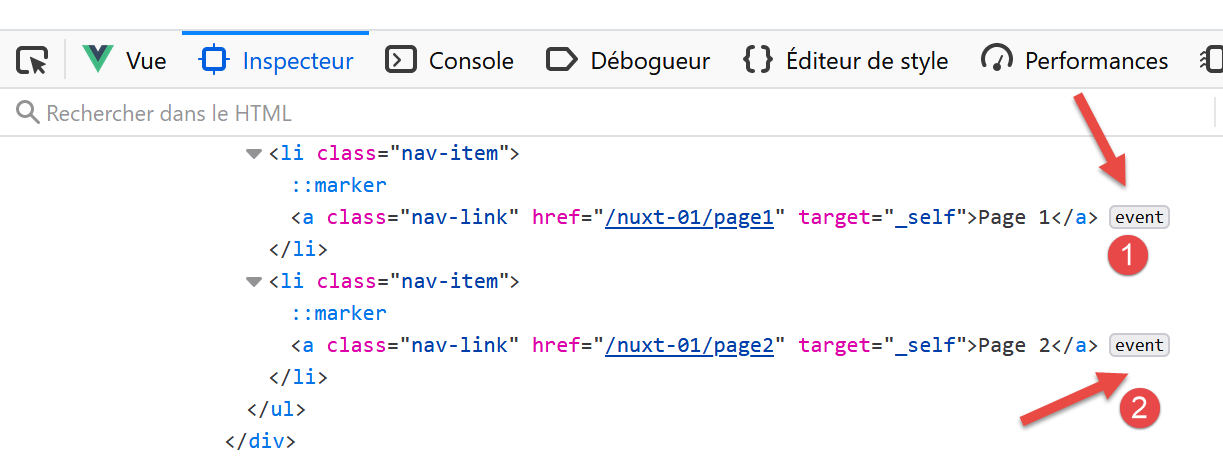 Vue Inspecteur Console Débogueur {} Éditeur de style Performances
Rechercher dans le HTML
<li class="nav-item">
::marker
<a class="nav-link" href="/nuxt-01/page1" target="_self">Page 1</a> event
1
</li>
<li class="nav-item">
::marker
<a class="nav-link" href="/nuxt-01/page2" target="_self">Page 2</a> event
</li>
2
</ul>
</div>